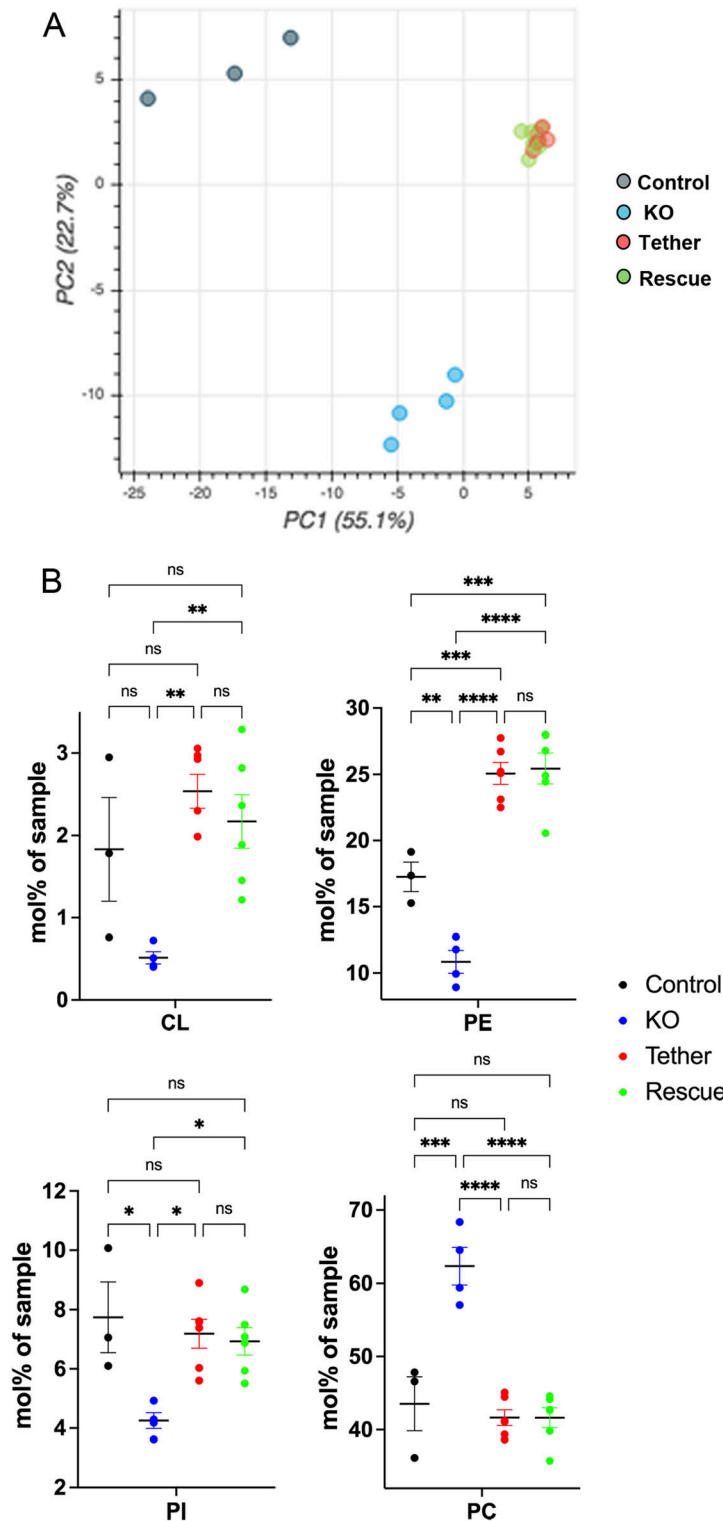 A
PC2 (22.7%)
5
0
-5
-10
-25 -20 -15 -10 -5 0 5
PC1 (55.1%)
Control
KO
Tether
Rescue
B
ns
**
ns
ns ** ns
mol% of sample
3
2
1
0
CL
***
****
***
** **** ns
mol% of sample
30
25
20
15
10
PE
Control
KO
Tether
Rescue
ns
*
ns
* * ns
mol% of sample
12
10
8
6
4
2
PI
ns
ns
*** ****
**** ns
mol% of sample
70
60
50
40
PC